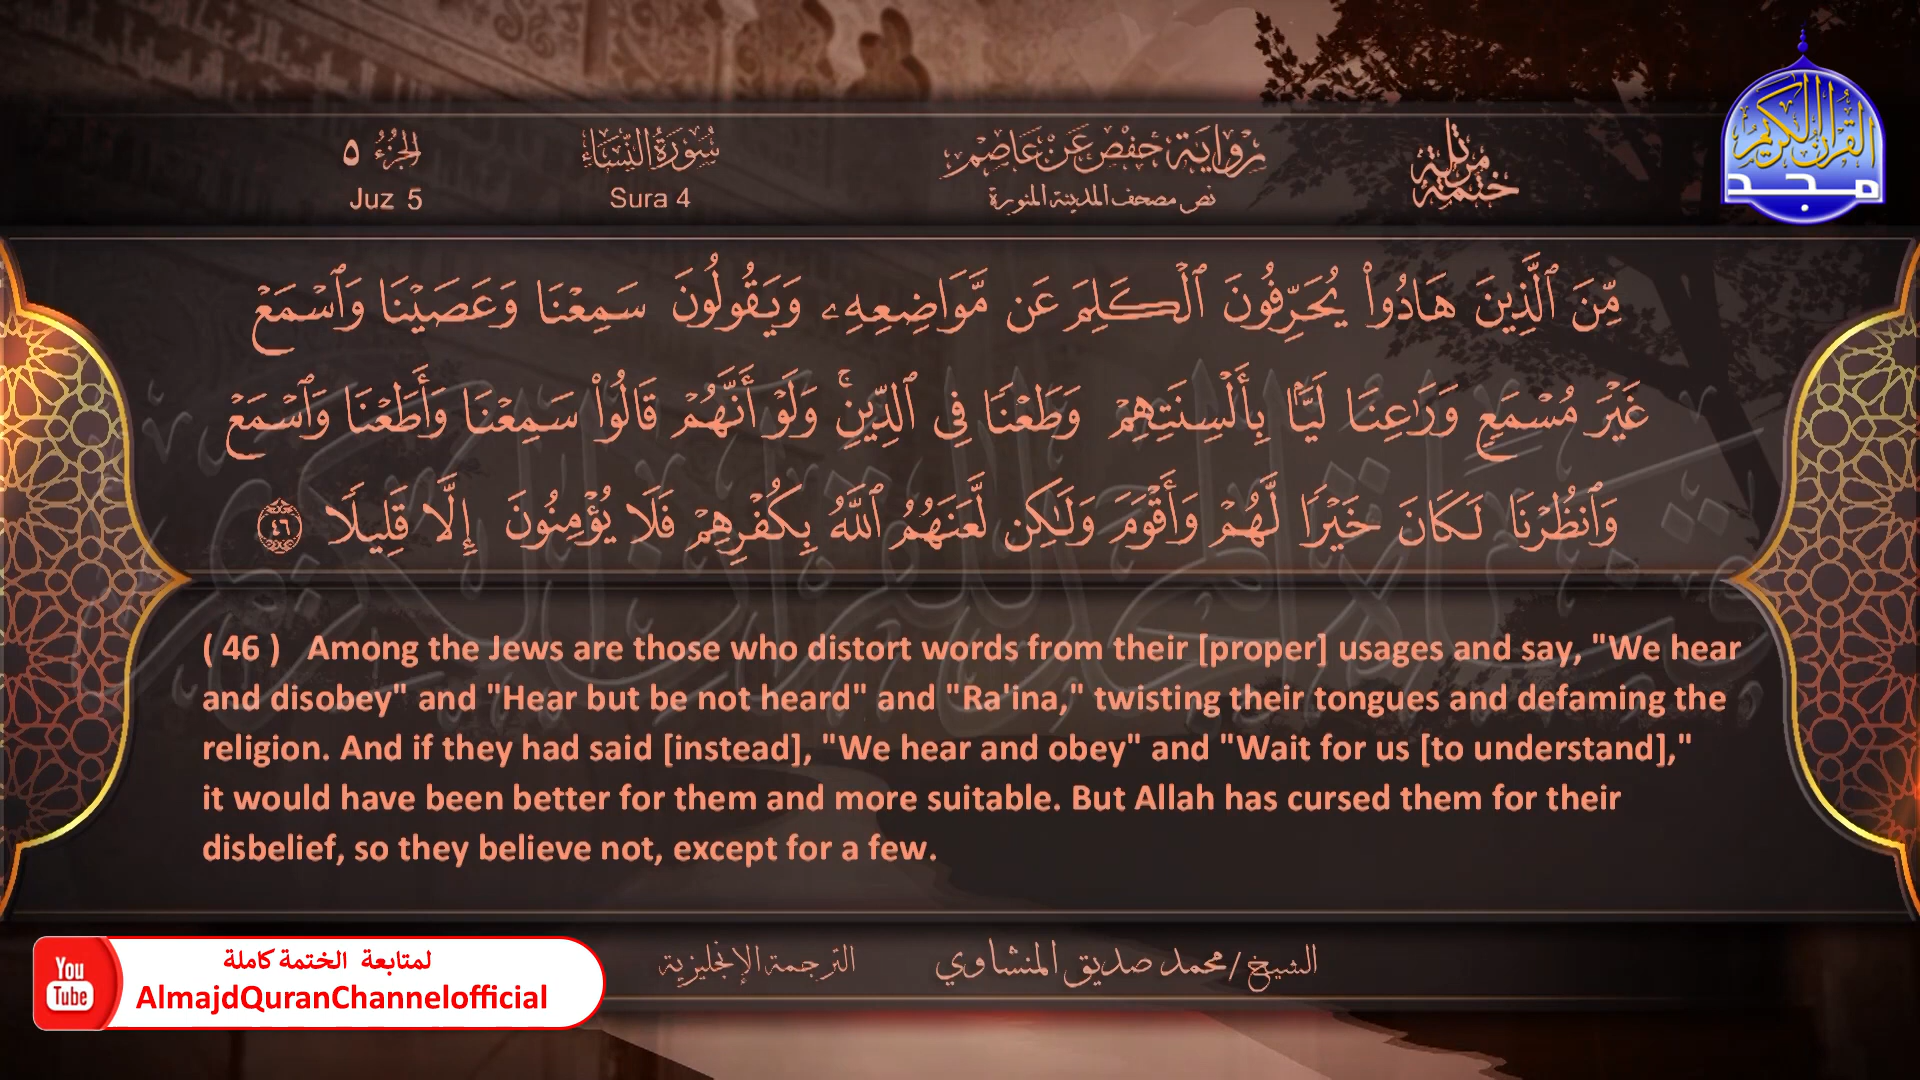 ختمة مرتلة
رواية حفص عن عاصم
نص مصحف المدينة المنورة
سورة النساء
Sura 4
الجزء ٥
Juz 5
القرآن الكريم
مجد
مِّنَ ٱلَّذِينَ هَادُوا۟ يُحَرِّفُونَ ٱلْكَلِمَ عَن مَّوَاضِعِهِۦ وَيَقُولُونَ سَمِعْنَا وَعَصَيْنَا وَٱسْمَعْ
غَيْرَ مُسْمَعٍ وَرَٰعِنَا لَيًّۢا بِأَلْسِنَتِهِمْ وَطَعْنًا فِى ٱلدِّينِ ۚ وَلَوْ أَنَّهُمْ قَالُوا۟ سَمِعْنَا وَأَطَعْنَا وَٱسْمَعْ
وَٱنظُرْنَا لَكَانَ خَيْرًا لَّهُمْ وَأَقْوَمَ وَلَٰكِن لَّعَنَهُمُ ٱللَّهُ بِكُفْرِهِمْ فَلَا يُؤْمِنُونَ إِلَّا قَلِيلًا ٤٦
( 46 ) Among the Jews are those who distort words from their [proper] usages and say, "We hear
and disobey" and "Hear but be not heard" and "Ra'ina," twisting their tongues and defaming the
religion. And if they had said [instead], "We hear and obey" and "Wait for us [to understand],"
it would have been better for them and more suitable. But Allah has cursed them for their
disbelief, so they believe not, except for a few.
الشيخ / محمد صديق المنشاوي
الترجمة الإنجليزية
You
Tube
لمتابعة الختمة كاملة
AlmajdQuranChannelofficial